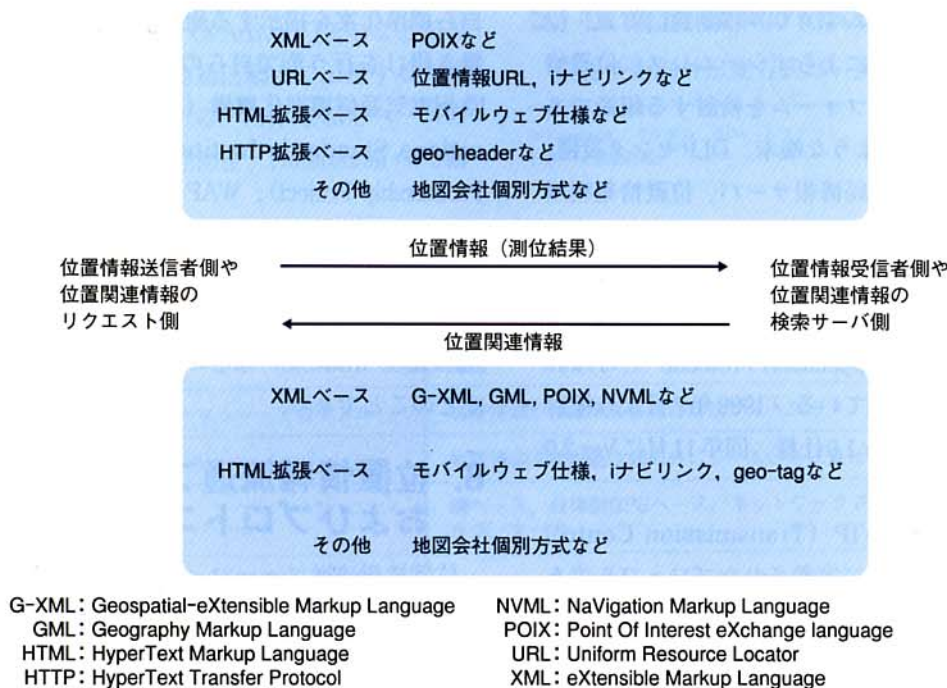 XMLベース POIXなど
URLベース 位置情報URL, iナビリンクなど
HTML拡張ベース モバイルウェブ仕様など
HTTP拡張ベース geo-headerなど
その他 地図会社個別方式など
位置情報（測位結果）
位置情報送信者側や
位置関連情報の
リクエスト側
位置情報受信者側や
位置関連情報の
検索サーバ側
位置関連情報
XMLベース G-XML, GML, POIX, NVMLなど
HTML拡張ベース モバイルウェブ仕様, iナビリンク, geo-tagなど
その他 地図会社個別方式など
G-XML：Geospatial-eXtensible Markup Language
GML：Geography Markup Language
HTML：HyperText Markup Language
HTTP：HyperText Transfer Protocol
NVML：NaVigation Markup Language
POIX：Point Of Interest eXchange language
URL：Uniform Resource Locator
XML：eXtensible Markup Language